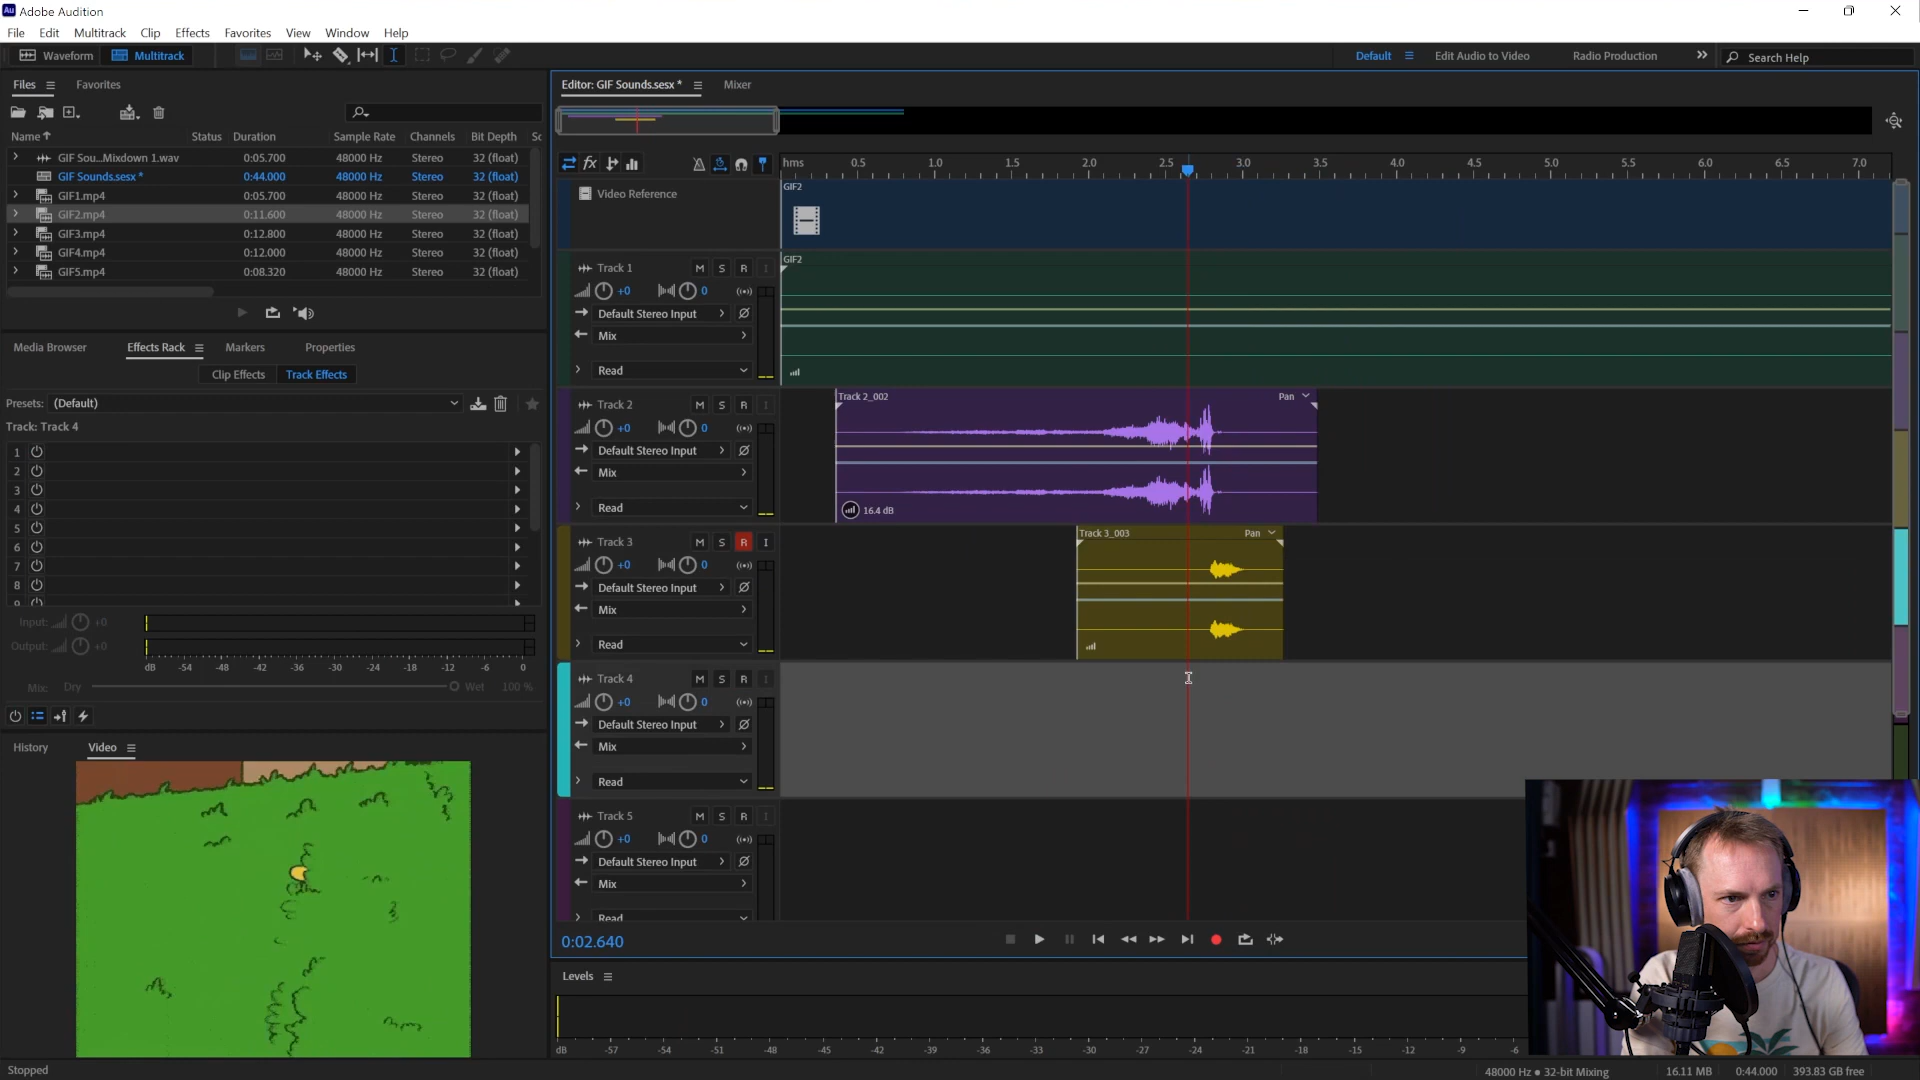 Au Adobe Audition
File Edit Multitrack Clip Effects Favorites View Window Help
Waveform Multitrack Default Edit Audio to Video Radio Production Search Help
Files Favorites
Name Status Duration Sample Rate Channels Bit Depth Sc
GIF Sou...Mixdown 1.wav 0:05.700 48000 Hz Stereo 32 (float)
GIF Sounds.sesx * 0:44.000 48000 Hz Stereo 32 (float)
GIF1.mp4 0:05.700 48000 Hz Stereo 32 (float)
GIF2.mp4 0:11.600 48000 Hz Stereo 32 (float)
GIF3.mp4 0:12.800 48000 Hz Stereo 32 (float)
GIF4.mp4 0:12.000 48000 Hz Stereo 32 (float)
GIF5.mp4 0:08.320 48000 Hz Stereo 32 (float)
Media Browser Effects Rack Markers Properties
Clip Effects Track Effects
Presets: (Default)
Track: Track 4
1
2
3
4
5
6
7
8
9
Input: +0
Output: +0
dB -54 -48 -42 -36 -30 -24 -18 -12 -6 0
Mix: Dry Wet 100 %
History Video
Editor: GIF Sounds.sesx * Mixer
fx hms 0.5 1.0 1.5 2.0 2.5 3.0 3.5 4.0 4.5 5.0 5.5 6.0 6.5 7.0
Video Reference GIF2
Track 1 M S R I GIF2
+0 0
Default Stereo Input
Mix
Read
Track 2 M S R I Track 2_002 Pan
+0 0
Default Stereo Input
Mix
Read 16.4 dB
Track 3 M S R I Track 3_003 Pan
+0 0
Default Stereo Input
Mix
Read
Track 4 M S R I
+0 0
Default Stereo Input
Mix
Read
Track 5 M S R I
+0 0
Default Stereo Input
Mix
Read
0:02.640
Levels
dB -57 -54 -51 -48 -45 -42 -39 -36 -33 -30 -27 -24 -21 -18 -15 -12 -9 -6
Stopped 48000 Hz ● 32-bit Mixing 16.11 MB 0:44.000 393.83 GB free